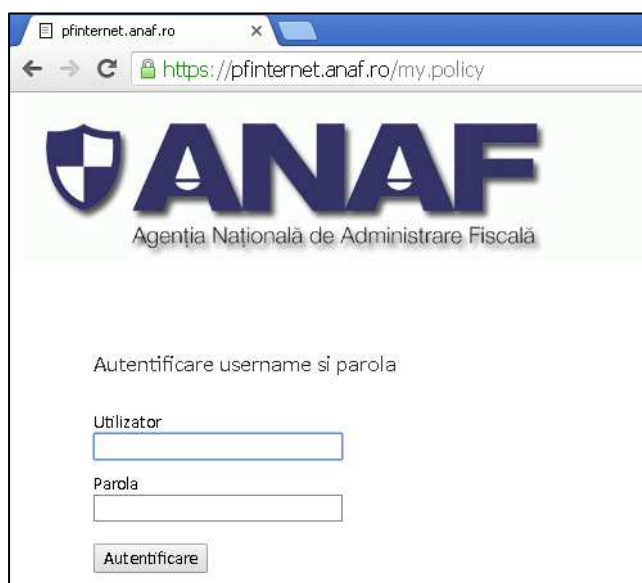 pfinternet.anaf.ro
https://pfinternet.anaf.ro/my.policy
ANAF
Agenția Națională de Administrare Fiscală
Autentificare username si parola
Utilizator
Parola
Autentificare